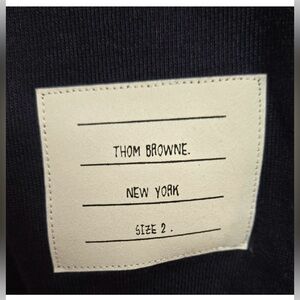 THOM BROWNE.
NEW YORK
SIZE 2.